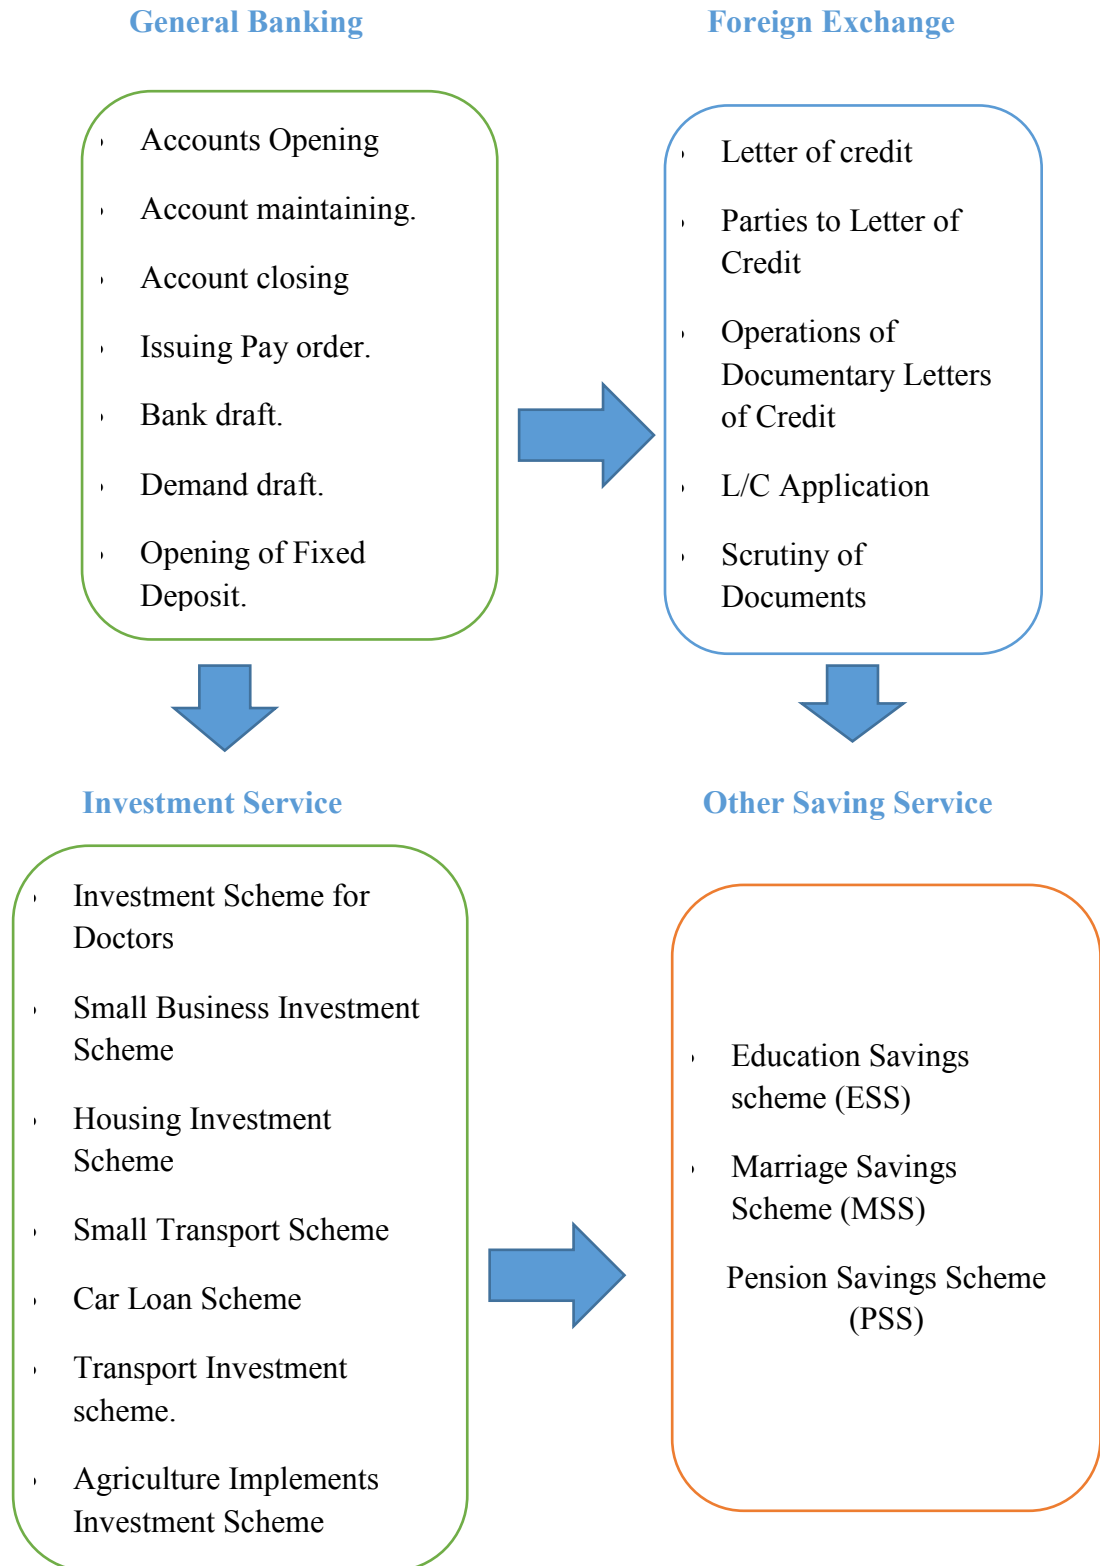 General Banking
Accounts Opening
Account maintaining.
Account closing
Issuing Pay order.
Bank draft.
Demand draft.
Opening of Fixed
Deposit.
Foreign Exchange
Letter of credit
Parties to Letter of
Credit
Operations of
Documentary Letters
of Credit
L/C Application
Scrutiny of
Documents
Investment Service
Investment Scheme for
Doctors
Small Business Investment
Scheme
Housing Investment
Scheme
Small Transport Scheme
Car Loan Scheme
Transport Investment
scheme.
Agriculture Implements
Investment Scheme
Other Saving Service
Education Savings
scheme (ESS)
Marriage Savings
Scheme (MSS)
Pension Savings Scheme
(PSS)